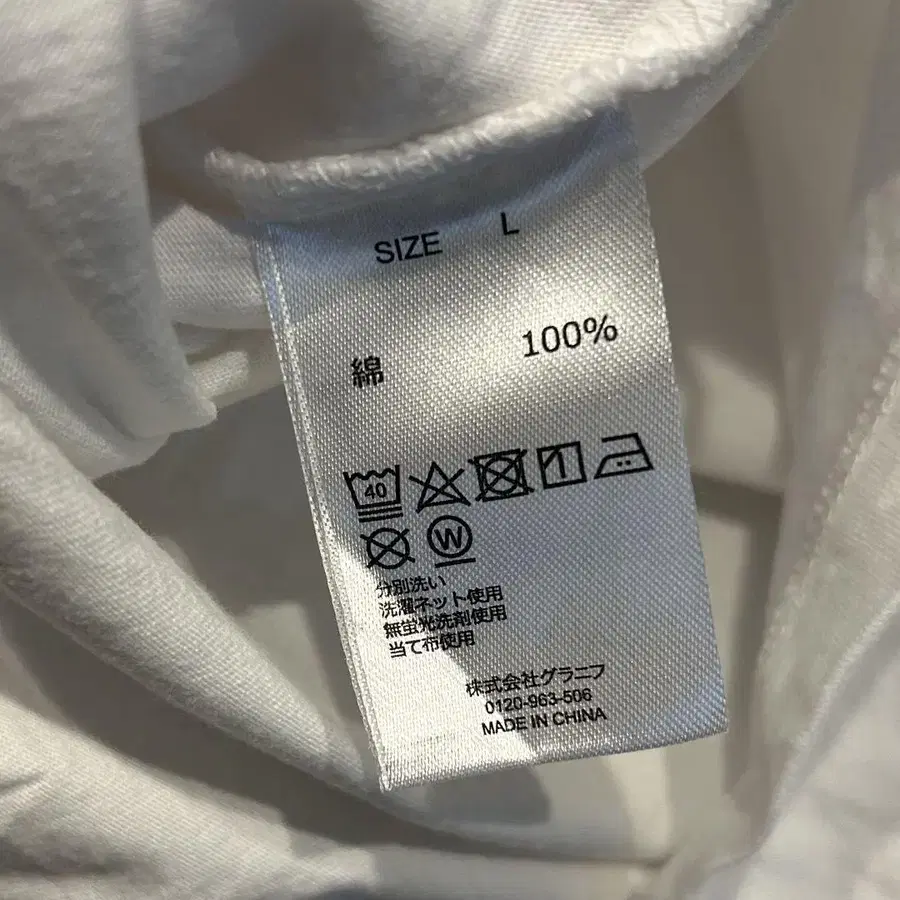 SIZE L
綿 100%
40
W
分別洗い
洗濯ネット使用
無蛍光洗剤使用
当て布使用
株式会社グラニフ
0120-963-506
MADE IN CHINA